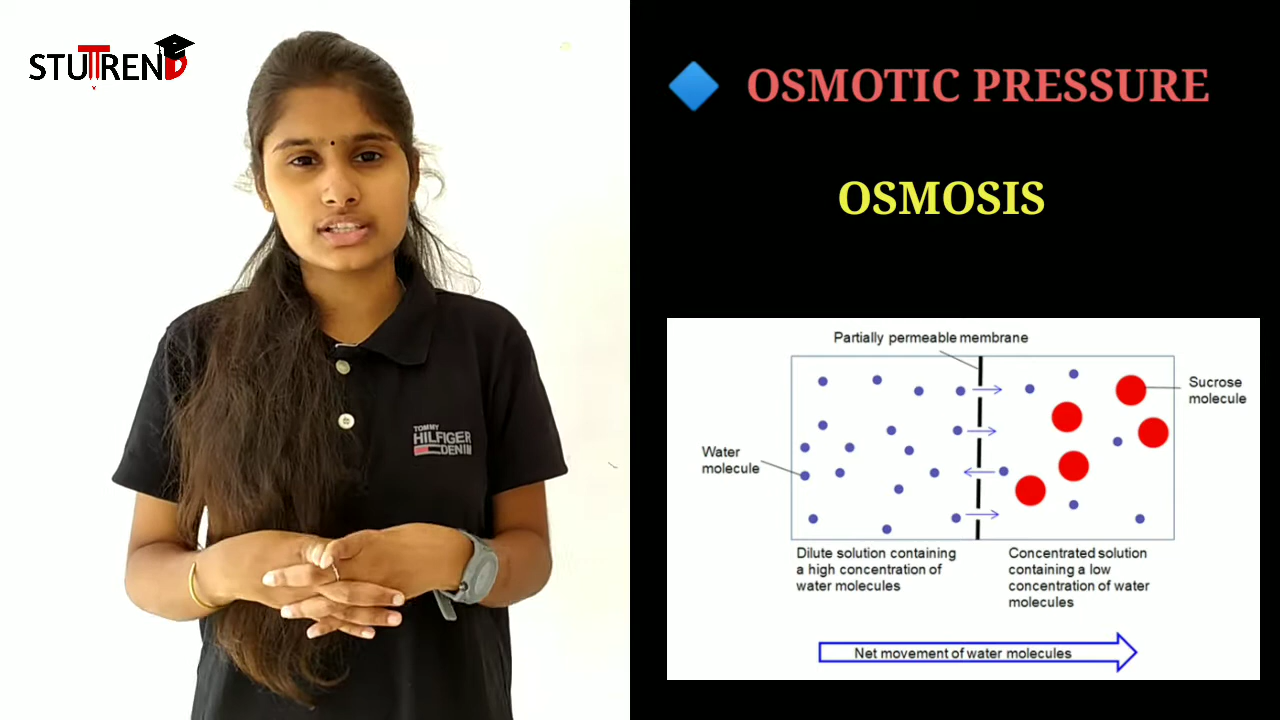 STUTREND
OSMOTIC PRESSURE
OSMOSIS
TOMMY
HILFIGER
DENIM
Partially permeable membrane
Sucrose
molecule
Water
molecule
Dilute solution containing
a high concentration of
water molecules
Concentrated solution
containing a low
concentration of water
molecules
Net movement of water molecules